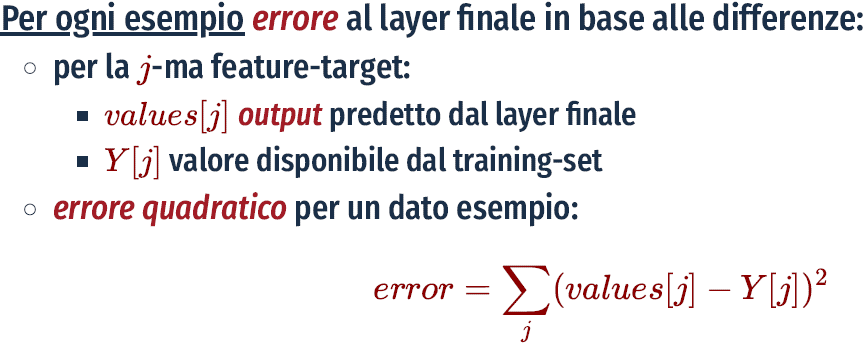 Per ogni esempio errore al layer finale in base alle differenze:
○ per la j-ma feature-target:
■ values[j] output predetto dal layer finale
■ Y[j] valore disponibile dal training-set
○ errore quadratico per un dato esempio:
error = ∑_j (values[j] − Y[j])²